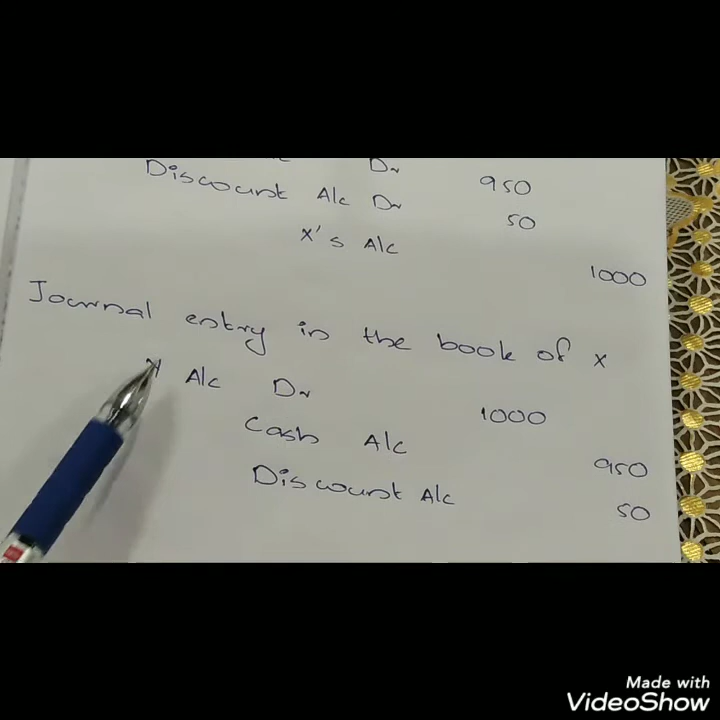 Dr 950
Discount A/c Dr 50
X's A/c
1000
Journal entry in the book of x
A/c Dr 1000
Cash A/c 950
Discount A/c 50
Made with
VideoShow